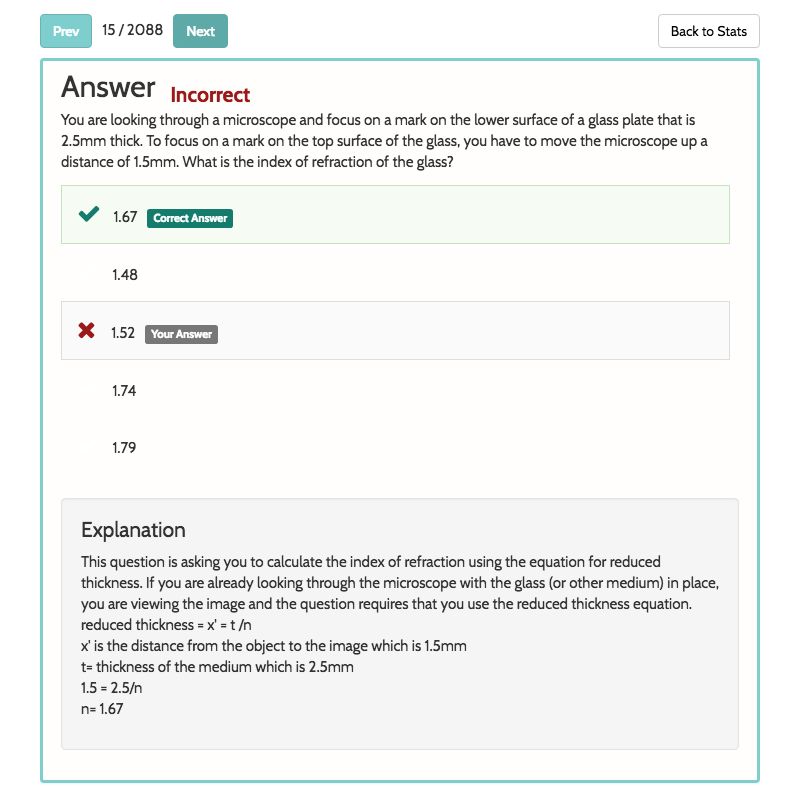 Prev 15 / 2088 Next Back to Stats
Answer Incorrect
You are looking through a microscope and focus on a mark on the lower surface of a glass plate that is
2.5mm thick. To focus on a mark on the top surface of the glass, you have to move the microscope up a
distance of 1.5mm. What is the index of refraction of the glass?
1.67 Correct Answer
1.48
1.52 Your Answer
1.74
1.79
Explanation
This question is asking you to calculate the index of refraction using the equation for reduced
thickness. If you are already looking through the microscope with the glass (or other medium) in place,
you are viewing the image and the question requires that you use the reduced thickness equation.
reduced thickness = x' = t /n
x' is the distance from the object to the image which is 1.5mm
t= thickness of the medium which is 2.5mm
1.5 = 2.5/n
n= 1.67